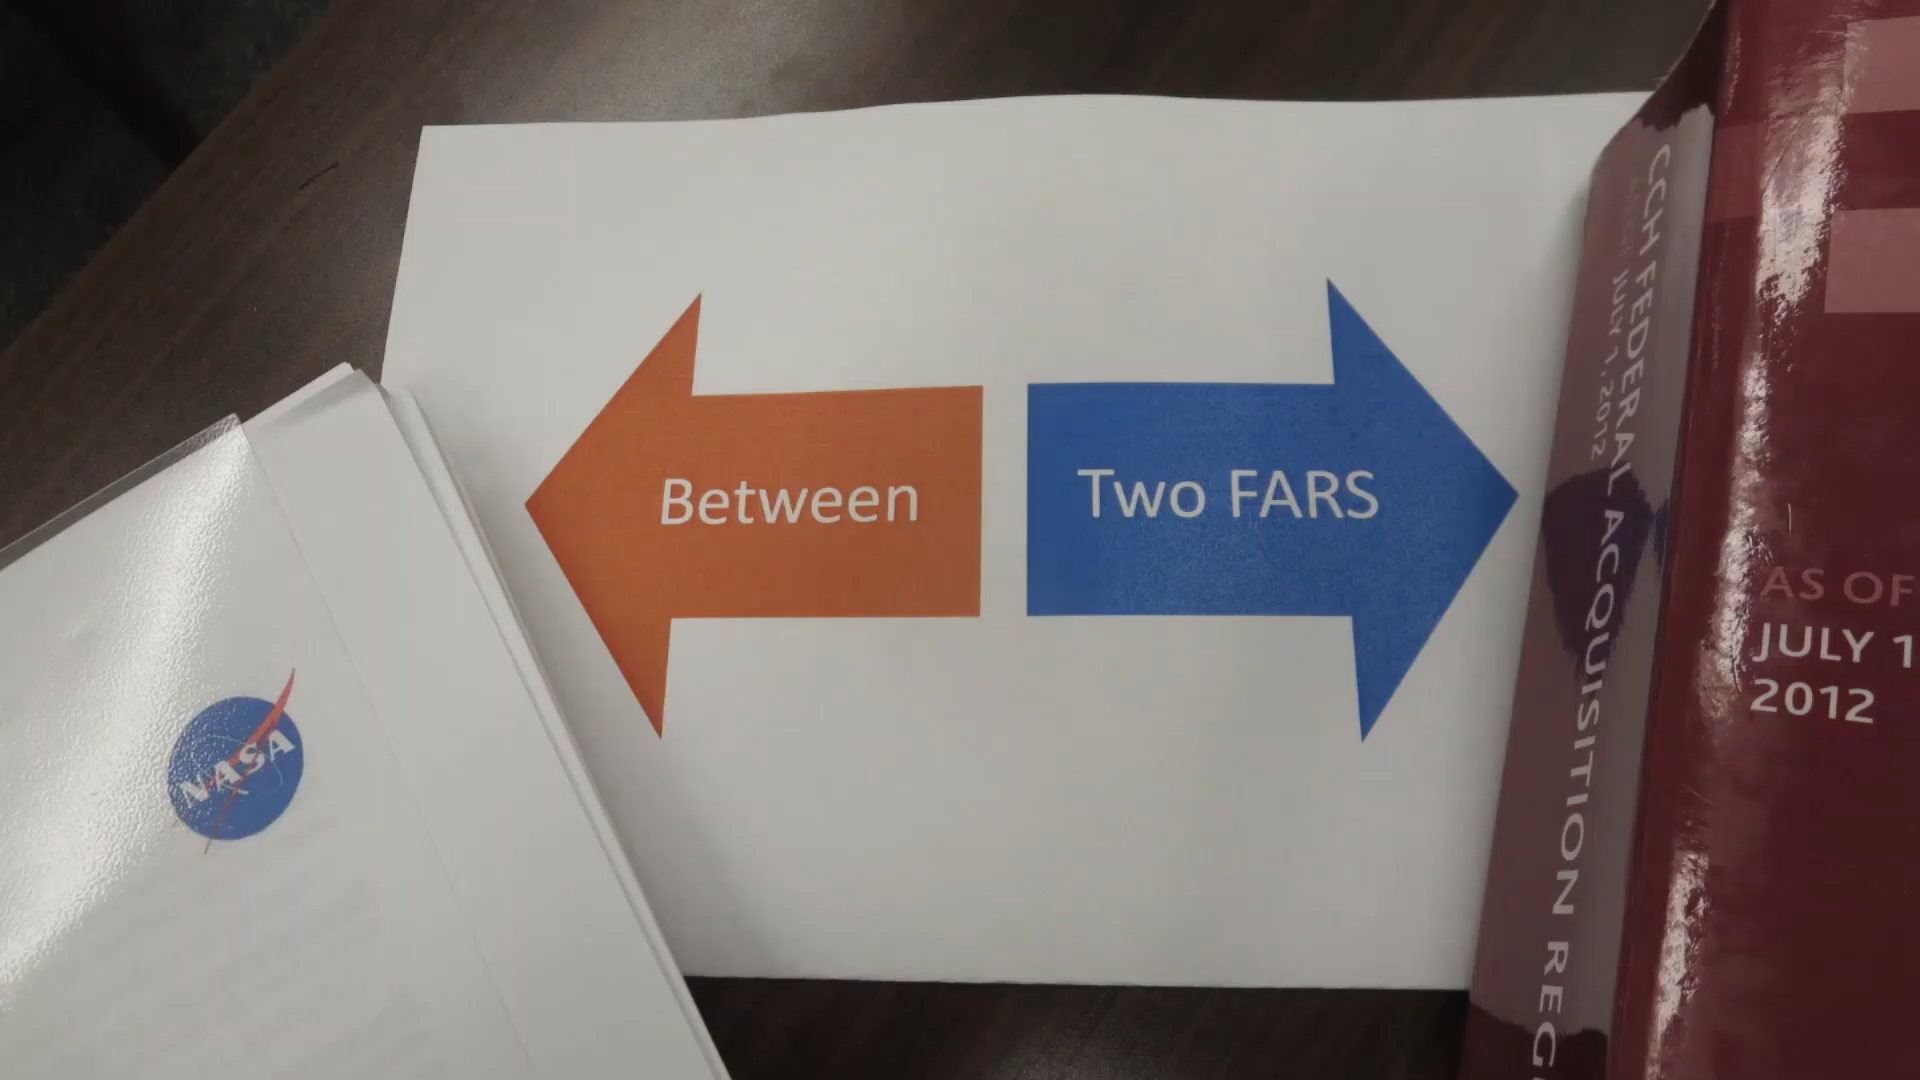 NASA
Between
Two FARS
CCH FEDERAL ACQUISITION REG
JULY 1, 2012
AS OF
JULY 1
2012